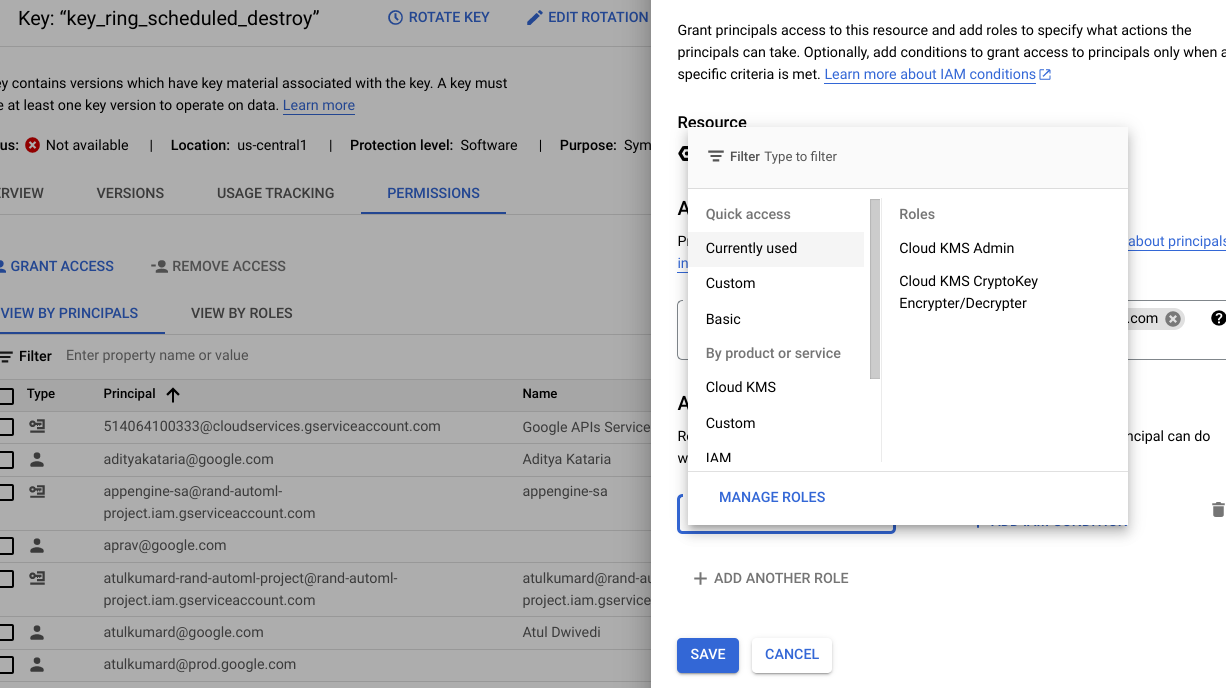 Key: “key_ring_scheduled_destroy”
ROTATE KEY
EDIT ROTATION
contains versions which have key material associated with the key. A key must
at least one key version to operate on data. Learn more
Not available | Location: us-central1 | Protection level: Software | Purpose: Sym
VERSIONS
USAGE TRACKING
PERMISSIONS
GRANT ACCESS
REMOVE ACCESS
VIEW BY PRINCIPALS
VIEW BY ROLES
Filter Enter property name or value
Type Principal Name
514064100333@cloudservices.gserviceaccount.com Google APIs Service
adityakataria@google.com Aditya Kataria
appengine-sa@rand-automl- appengine-sa
project.iam.gserviceaccount.com
aprav@google.com
atulkumard-rand-automl-project@rand-automl- atulkumard@rand-au
project.iam.gserviceaccount.com project.iam.gservice
atulkumard@google.com Atul Dwivedi
atulkumard@prod.google.com
Grant principals access to this resource and add roles to specify what actions the
principals can take. Optionally, add conditions to grant access to principals only when a
specific criteria is met. Learn more about IAM conditions
Resource
Filter Type to filter
Quick access
Currently used
Custom
Basic
By product or service
Cloud KMS
Custom
IAM
Roles
Cloud KMS Admin
Cloud KMS CryptoKey
Encrypter/Decrypter
MANAGE ROLES
about principals
in
.com
ncipal can do
ADD IAM CONDITION
ADD ANOTHER ROLE
SAVE
CANCEL